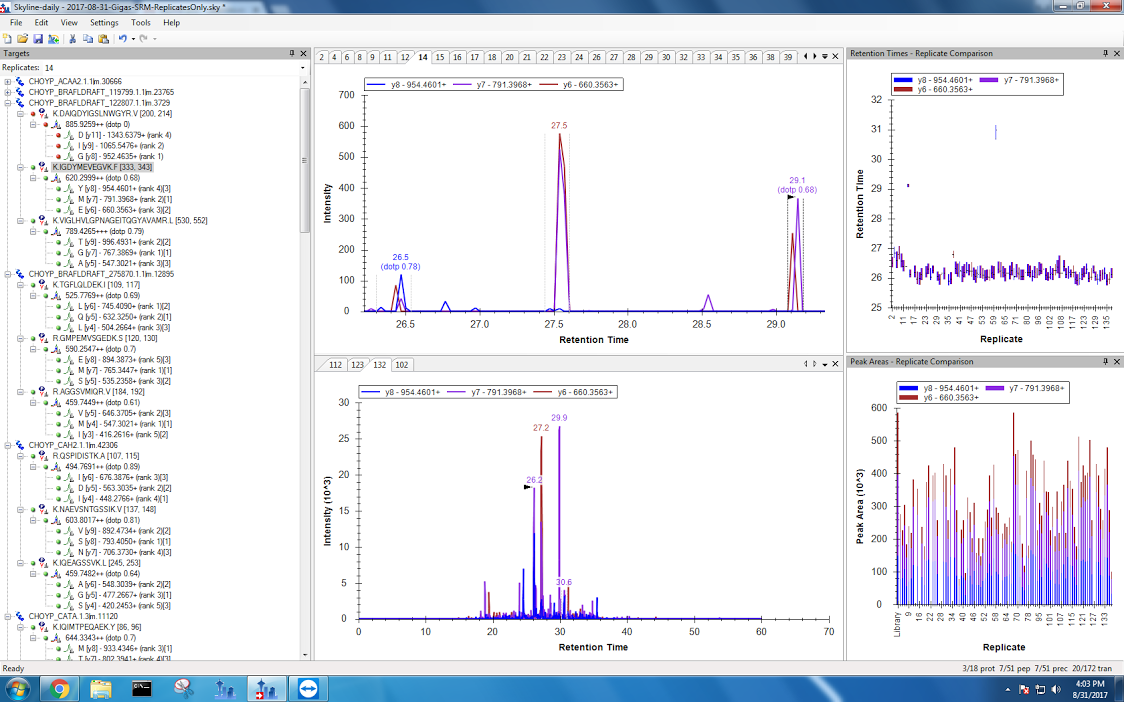 Skyline-daily - 2017-08-31-Gigas-SRM-ReplicatesOnly.sky *
File Edit View Settings Tools Help
Targets
Replicates: 14
CHOYP_ACAA2.1.1|m.30666
CHOYP_BRAFLDRAFT_119799.1.1|m.23765
CHOYP_BRAFLDRAFT_122807.1.1|m.3729
K.DAIQDYIGSLNWGYR.V [200, 214]
885.9259++ (dotp 0)
D [y11] - 1343.6379+ (rank 4)
I [y9] - 1065.5476+ (rank 2)
G [y8] - 952.4635+ (rank 1)
K.IGDYMEVEGVK.F [333, 343]
620.2999++ (dotp 0.68)
Y [y8] - 954.4601+ (rank 4)[3]
M [y7] - 791.3968+ (rank 2)[1]
E [y6] - 660.3563+ (rank 3)[2]
K.VIGLHVLGPNAGEITQGYAVAMR.L [530, 552]
789.4265+++ (dotp 0.79)
T [y9] - 996.4931+ (rank 2)[2]
G [y7] - 767.3869+ (rank 1)[1]
A [y5] - 547.3021+ (rank 3)[3]
CHOYP_BRAFLDRAFT_275870.1.1|m.12895
K.TGFLQLDEK.I [109, 117]
525.7769++ (dotp 0.69)
L [y6] - 745.4090+ (rank 1)[2]
Q [y5] - 632.3250+ (rank 2)[1]
L [y4] - 504.2664+ (rank 3)[3]
R.GMPEMVSGEDK.S [120, 130]
590.2547++ (dotp 0.7)
E [y8] - 894.3873+ (rank 5)[3]
M [y7] - 765.3447+ (rank 1)[1]
S [y5] - 535.2358+ (rank 3)[2]
R.AGGSVMIQR.V [184, 192]
459.7449++ (dotp 0.61)
V [y5] - 646.3705+ (rank 2)[3]
M [y4] - 547.3021+ (rank 1)[1]
I [y3] - 416.2616+ (rank 5)[2]
CHOYP_CAH2.1.1|m.42306
R.QSPIDISTK.A [107, 115]
494.7691++ (dotp 0.89)
I [y6] - 676.3876+ (rank 3)[3]
D [y5] - 563.3035+ (rank 2)[2]
I [y4] - 448.2766+ (rank 4)[1]
K.NAEVSNTGSSIK.V [137, 148]
603.8017++ (dotp 0.81)
V [y9] - 892.4734+ (rank 2)[2]
S [y8] - 793.4050+ (rank 1)[1]
N [y7] - 706.3730+ (rank 4)[3]
K.IQEAGSSVK.L [245, 253]
459.7482++ (dotp 0.64)
A [y6] - 548.3039+ (rank 2)[2]
G [y5] - 477.2667+ (rank 3)[1]
S [y4] - 420.2453+ (rank 5)[3]
CHOYP_CATA.1.3|m.11120
K.IQIMTPEQAEK.Y [86, 96]
644.3343++ (dotp 0.7)
M [y8] - 933.4346+ (rank 3)[1]
T [y7] - 802.3941+ (rank 4)[3]
2 4 6 8 11 12 14 15 16 17 18 20 21 22 26 27 28 29 30 32 33 34 35 38 39
y8 - 954.4601+ y7 - 791.3968+ y6 - 660.3563+
700
600
500
400
300
200
100
0
Intensity
27.5
29.1
(dotp 0.68)
26.5
(dotp 0.78)
26.5 27.0 27.5 28.0 28.5 29.0
Retention Time
112 123 132 102
y8 - 954.4601+ y7 - 791.3968+ y6 - 660.3563+
30
25
20
15
10
5
0
Intensity (10^3)
29.9
27.2
26.2
30.6
0 10 20 30 40 50 60 70
Retention Time
Retention Times - Replicate Comparison
y8 - 954.4601+ y7 - 791.3968+
y6 - 660.3563+
32
31
30
29
28
27
26
25
Retention Time
2 11 17 23 29 35 41 47 53 59 65 71 80 86 96 102 108 117 123 129 135
Replicate
Peak Areas - Replicate Comparison
y8 - 954.4601+ y7 - 791.3968+
y6 - 660.3563+
600
500
400
300
200
100
0
Peak Area (10^3)
Library 9 16 22 28 34 40 46 52 58 64 70 78 85 95 101 107 115 121 127 133
Replicate
Ready
3/18 prot 7/51 pep 7/51 prec 20/172 tran
4:03 PM
8/31/2017